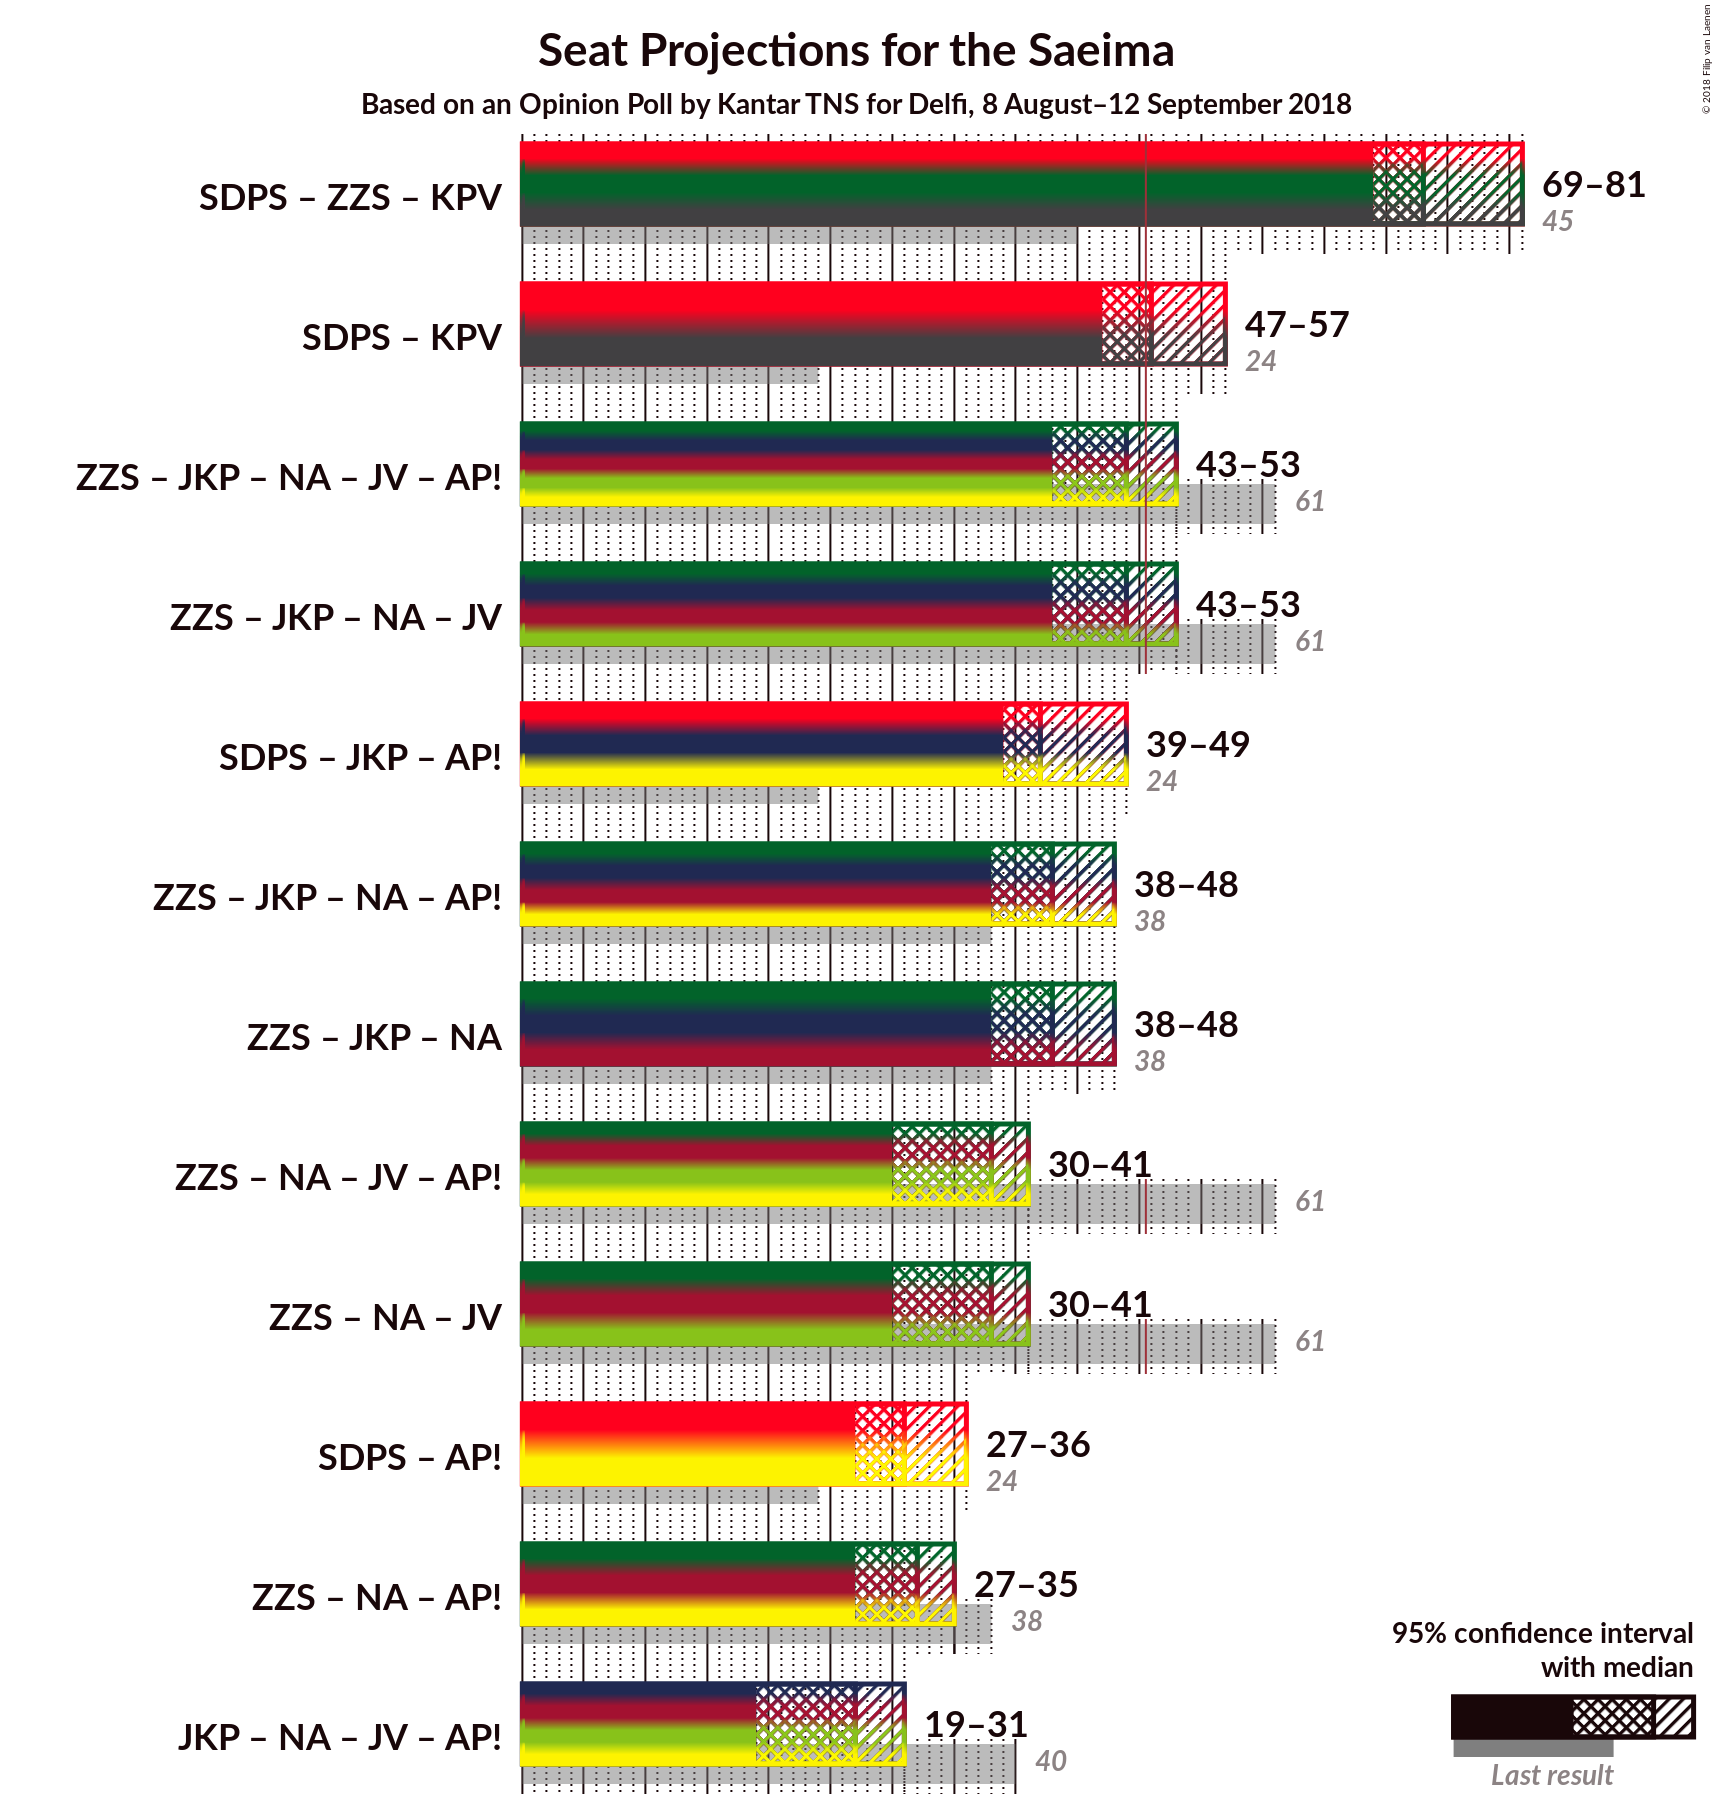 Seat Projections for the Saeima
Based on an Opinion Poll by Kantar TNS for Delfi, 8 August–12 September 2018
© 2018 Filip van Laenen
SDPS – ZZS – KPV
69–81
45
SDPS – KPV
47–57
24
ZZS – JKP – NA – JV – AP!
43–53
61
ZZS – JKP – NA – JV
43–53
61
SDPS – JKP – AP!
39–49
24
ZZS – JKP – NA – AP!
38–48
38
ZZS – JKP – NA
38–48
38
ZZS – NA – JV – AP!
30–41
61
ZZS – NA – JV
30–41
61
SDPS – AP!
27–36
24
ZZS – NA – AP!
27–35
38
JKP – NA – JV – AP!
19–31
40
95% confidence interval
with median
Last result